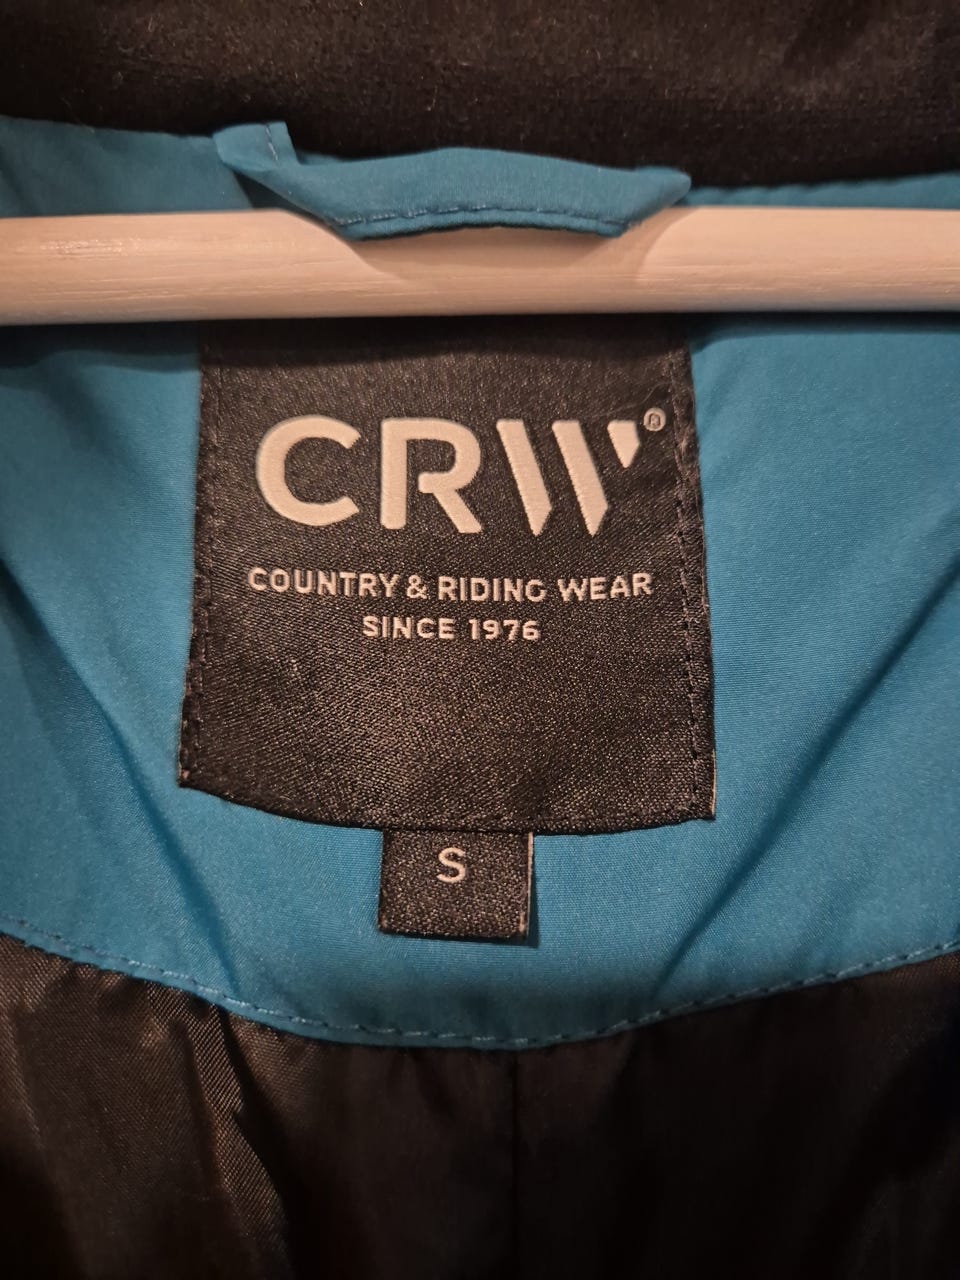 CRW®
COUNTRY & RIDING WEAR
SINCE 1976
S